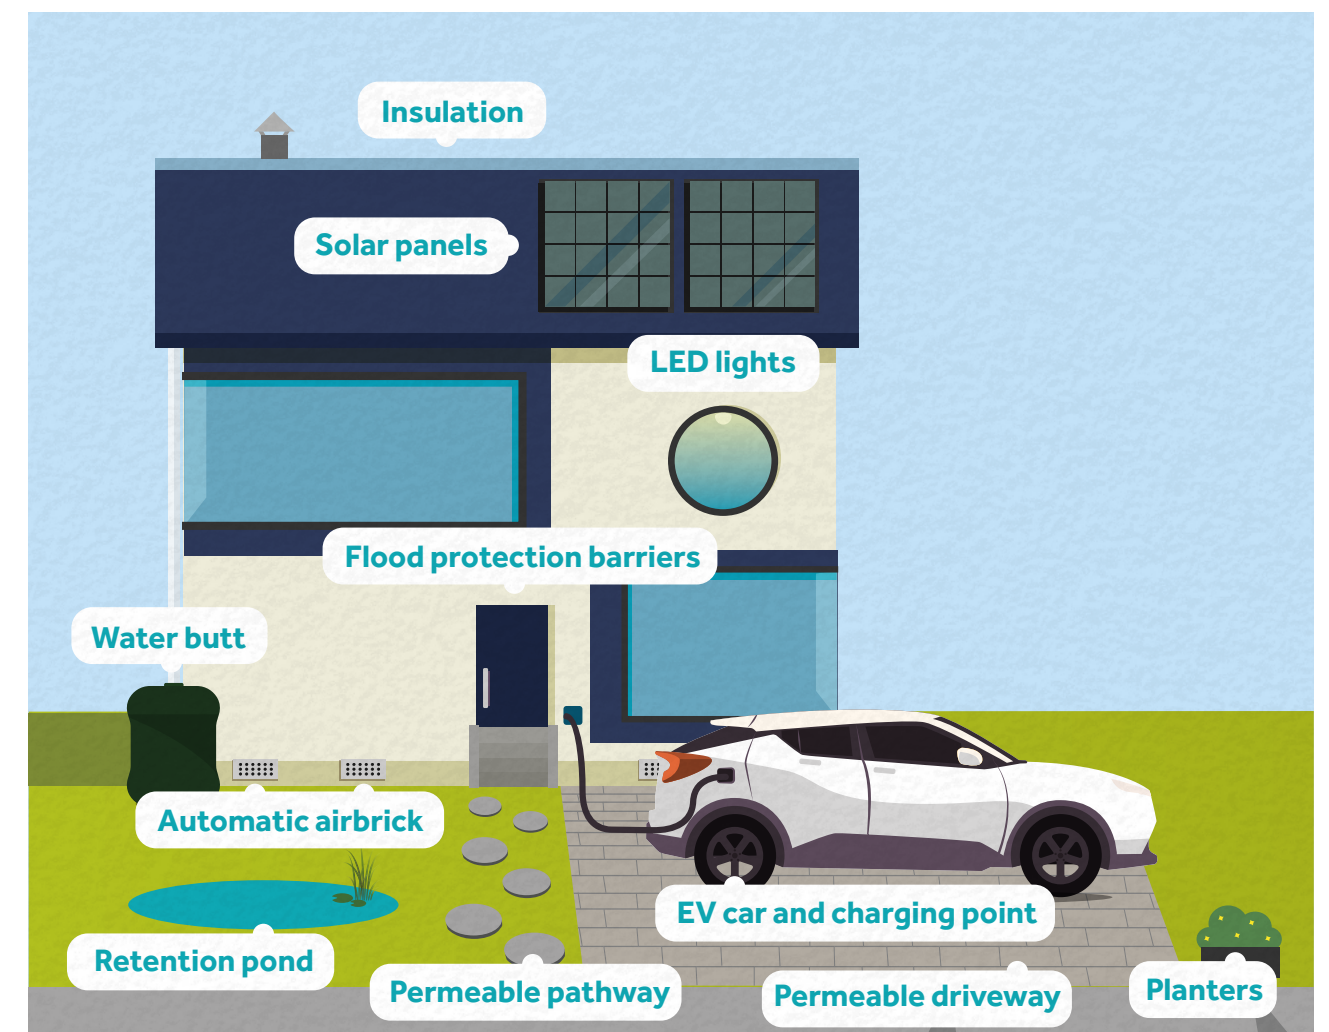 Insulation
Solar panels
LED lights
Flood protection barriers
Water butt
Automatic airbrick
EV car and charging point
Retention pond
Permeable pathway
Permeable driveway
Planters